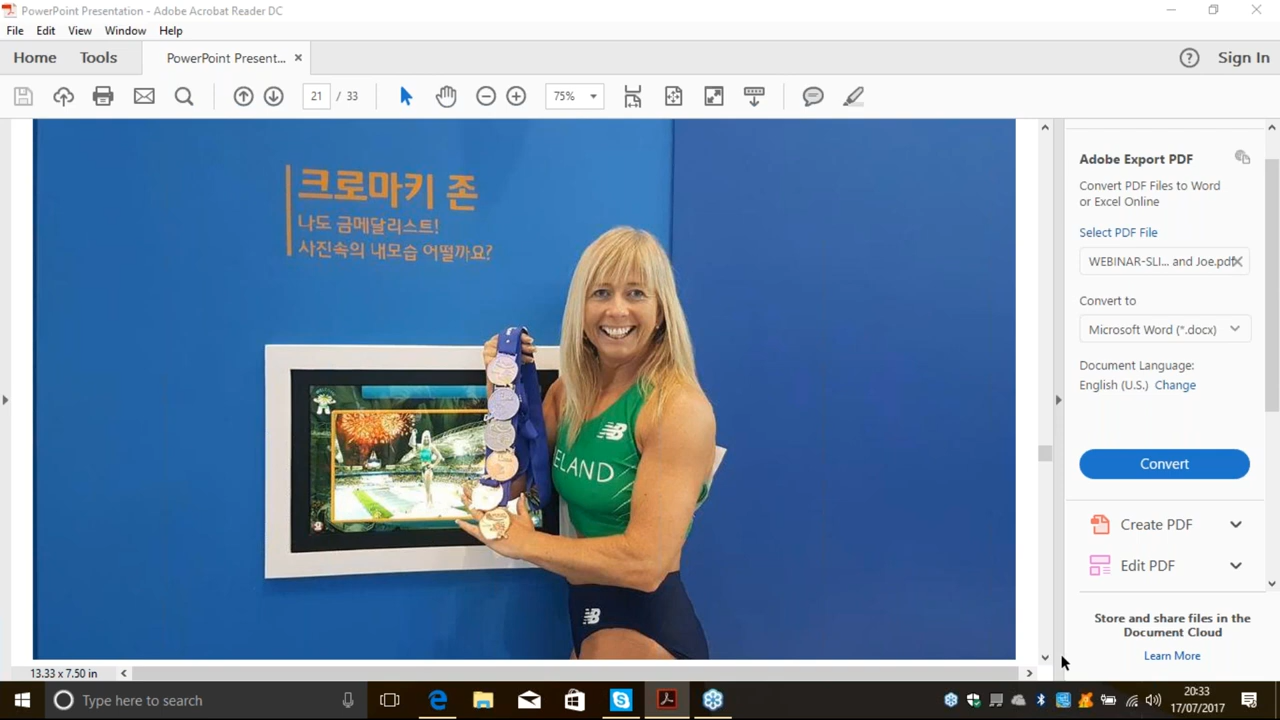 PowerPoint Presentation - Adobe Acrobat Reader DC
File Edit View Window Help
Home Tools PowerPoint Present... ×
? Sign In
21 / 33 75%
크로마키 존
나도 금메달리스트!
사진속의 내모습 어떨까요?
NB
ELAND
NB
Adobe Export PDF
Convert PDF Files to Word
or Excel Online
Select PDF File
WEBINAR-SLI... and Joe.pdf
Convert to
Microsoft Word (*.docx)
Document Language:
English (U.S.) Change
Convert
Create PDF
Edit PDF
Store and share files in the
Document Cloud
Learn More
13.33 x 7.50 in
Type here to search
20:33
17/07/2017